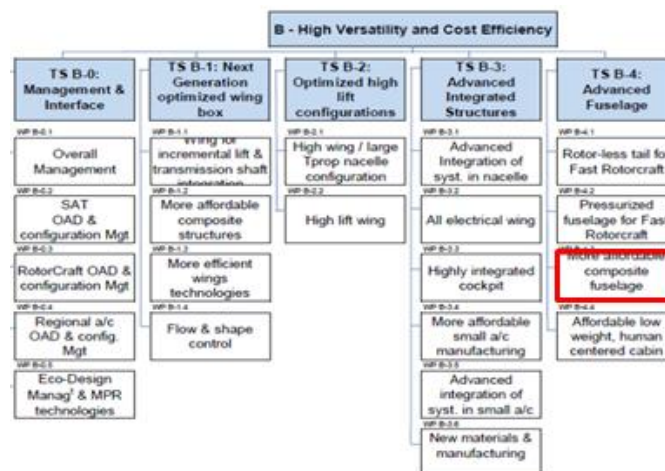 B - High Versatility and Cost Efficiency
TS B-0:
Management &
Interface
WP B-0.1
Overall
Management
WP B-0.2
SAT
OAD &
configuration Mgt
WP B-0.3
RotorCraft OAD &
configuration Mgt
WP B-0.4
Regional a/c
OAD & config.
Mgt
WP B-0.5
Eco-Design
Managᵗ & MPR
technologies
TS B-1: Next
Generation
optimized wing
box
WP B-1.1
Wing for
incremental lift &
transmission shaft
integration
WP B-1.2
More affordable
composite
structures
WP B-1.3
More efficient
wings
technologies
WP B-1.4
Flow & shape
control
TS B-2:
Optimized high
lift
configurations
WP B-2.1
High wing / large
Tprop nacelle
configuration
WP B-2.2
High lift wing
TS B-3:
Advanced
Integrated
Structures
WP B-3.1
Advanced
Integration of
syst. in nacelle
WP B-3.2
All electrical wing
WP B-3.3
Highly integrated
cockpit
WP B-3.4
More affordable
small a/c
manufacturing
WP B-3.5
Advanced
integration of
syst. in small a/c
WP B-3.6
New materials &
manufacturing
TS B-4:
Advanced
Fuselage
WP B-4.1
Rotor-less tail for
Fast Rotorcraft
WP B-4.2
Pressurized
fuselage for Fast
Rotorcraft
More affordable
composite
fuselage
WP B-4.4
Affordable low
weight, human
centered cabin